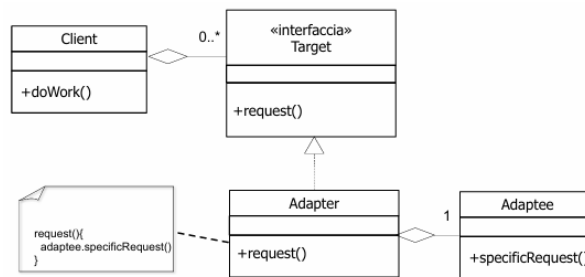 Client
+doWork()
0..*
«interfaccia»
Target
+request()
request(){
adaptee.specificRequest()
}
Adapter
+request()
1
Adaptee
+specificRequest()